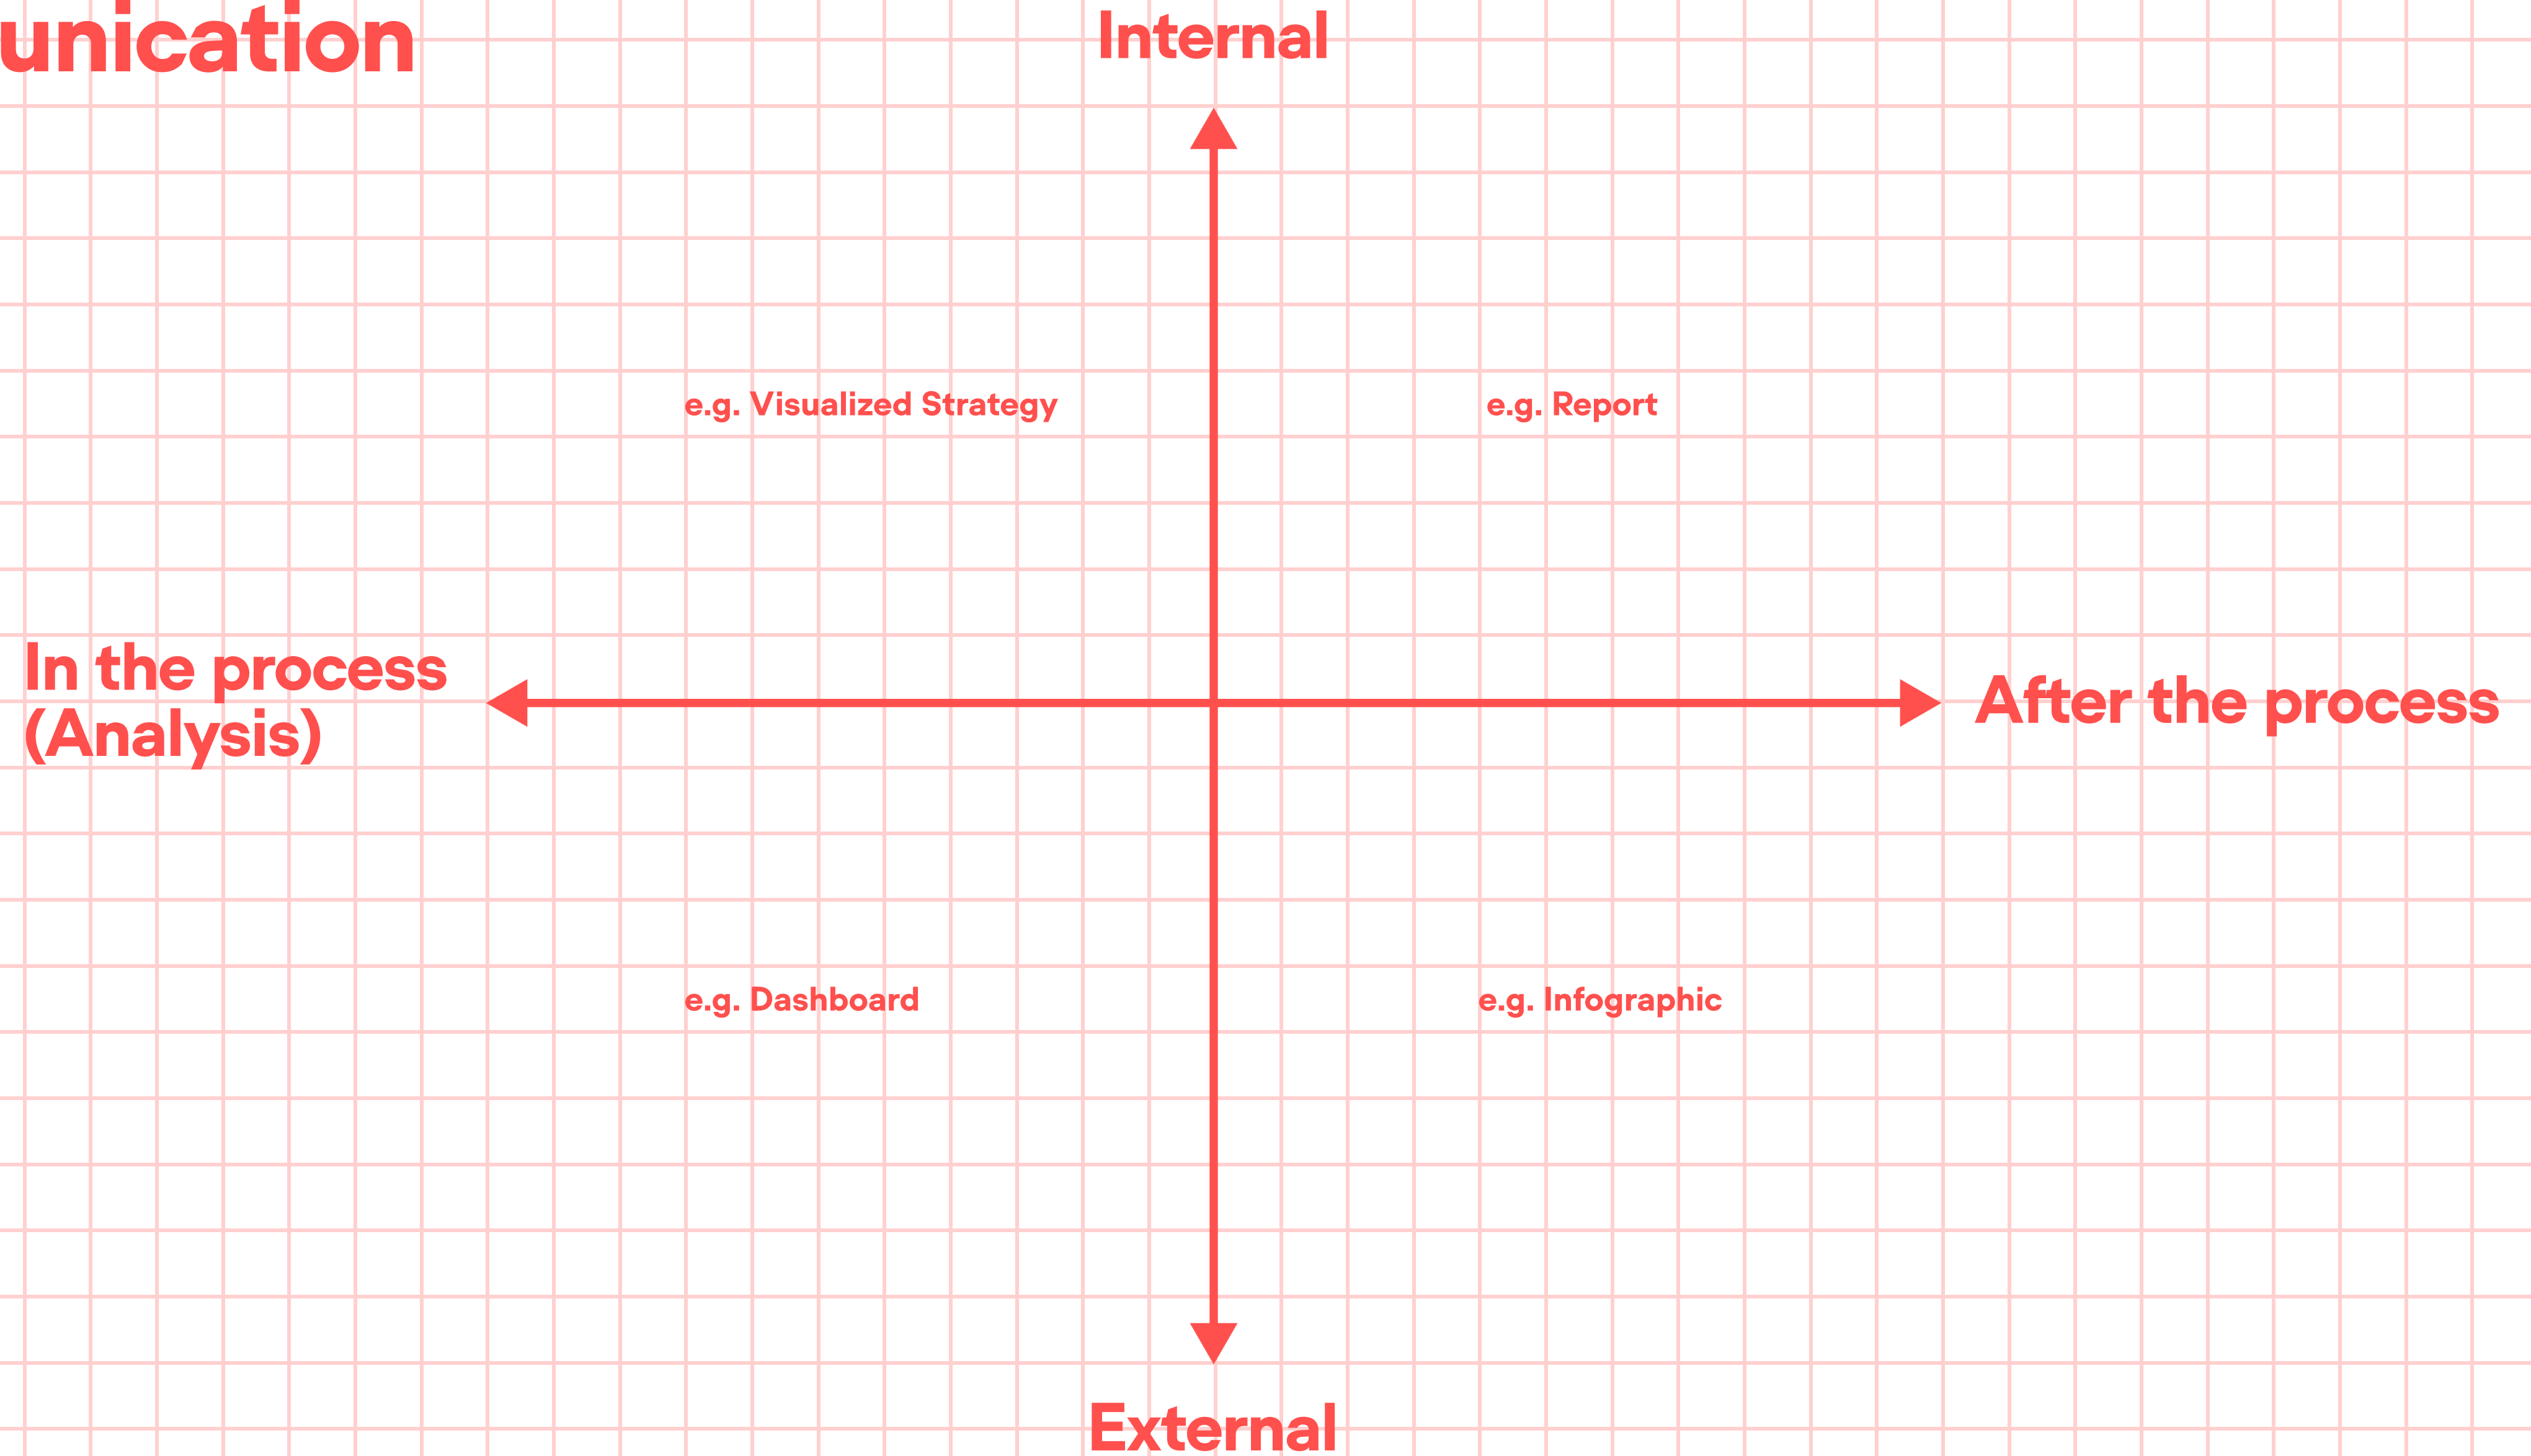 unication
Internal
e.g. Visualized Strategy
e.g. Report
In the process
(Analysis)
After the process
e.g. Dashboard
e.g. Infographic
External